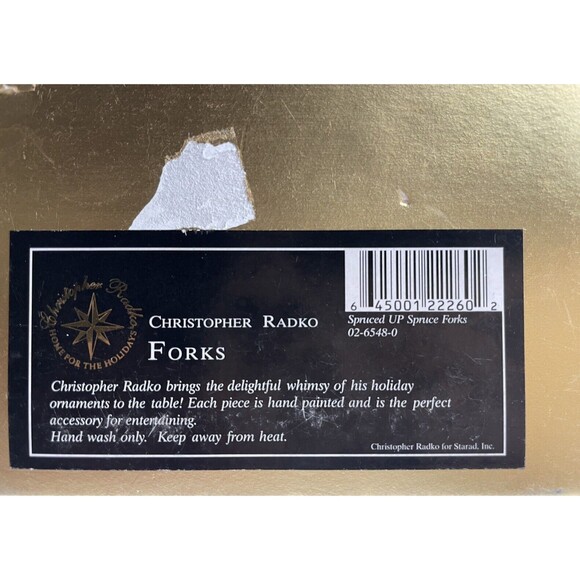 Christopher Radko
HOME FOR THE HOLIDAYS
CHRISTOPHER RADKO
FORKS
6 45001 22260 2
Spruced UP Spruce Forks
02-6548-0
Christopher Radko brings the delightful whimsy of his holiday
ornaments to the table! Each piece is hand painted and is the perfect
accessory for entertaining.
Hand wash only. Keep away from heat.
Christopher Radko for Starad, Inc.